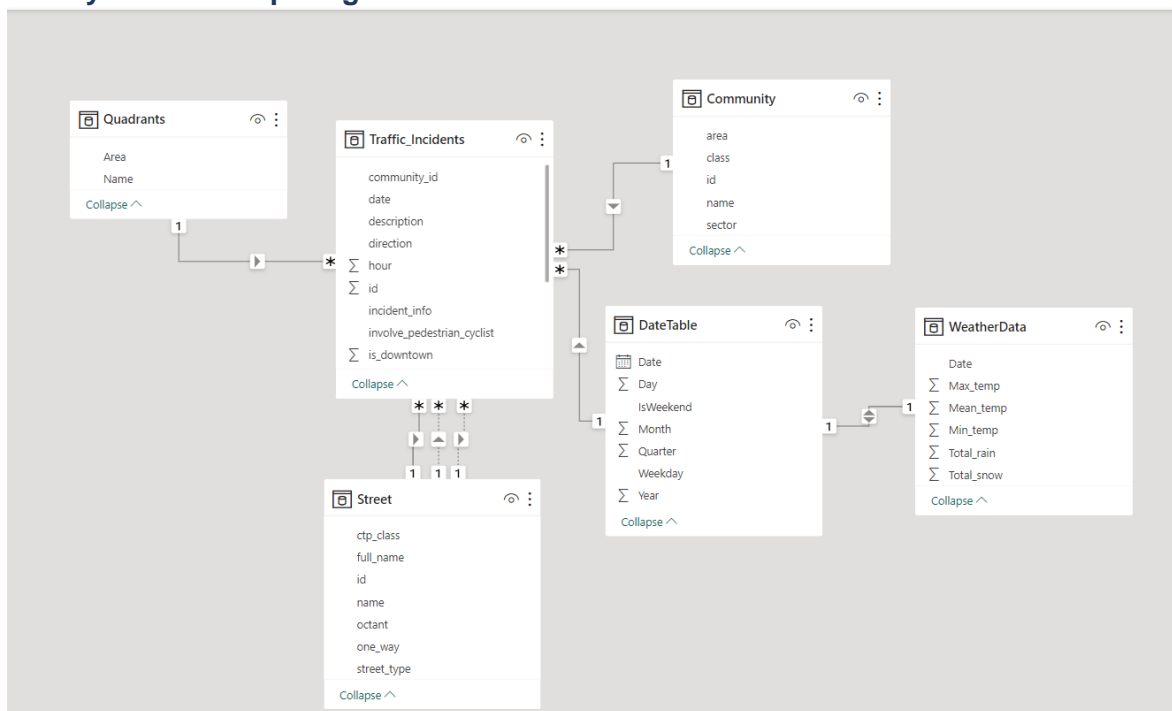 Quadrants
Area
Name
Collapse
1
*
Traffic_Incidents
community_id
date
description
direction
hour
id
incident_info
involve_pedestrian_cyclist
is_downtown
Collapse
*
*
* * *
1 1 1
Community
area
class
id
name
sector
Collapse
1
DateTable
Date
Day
IsWeekend
Month
Quarter
Weekday
Year
Collapse
1
1
WeatherData
Date
Max_temp
Mean_temp
Min_temp
Total_rain
Total_snow
Collapse
1
Street
ctp_class
full_name
id
name
octant
one_way
street_type
Collapse